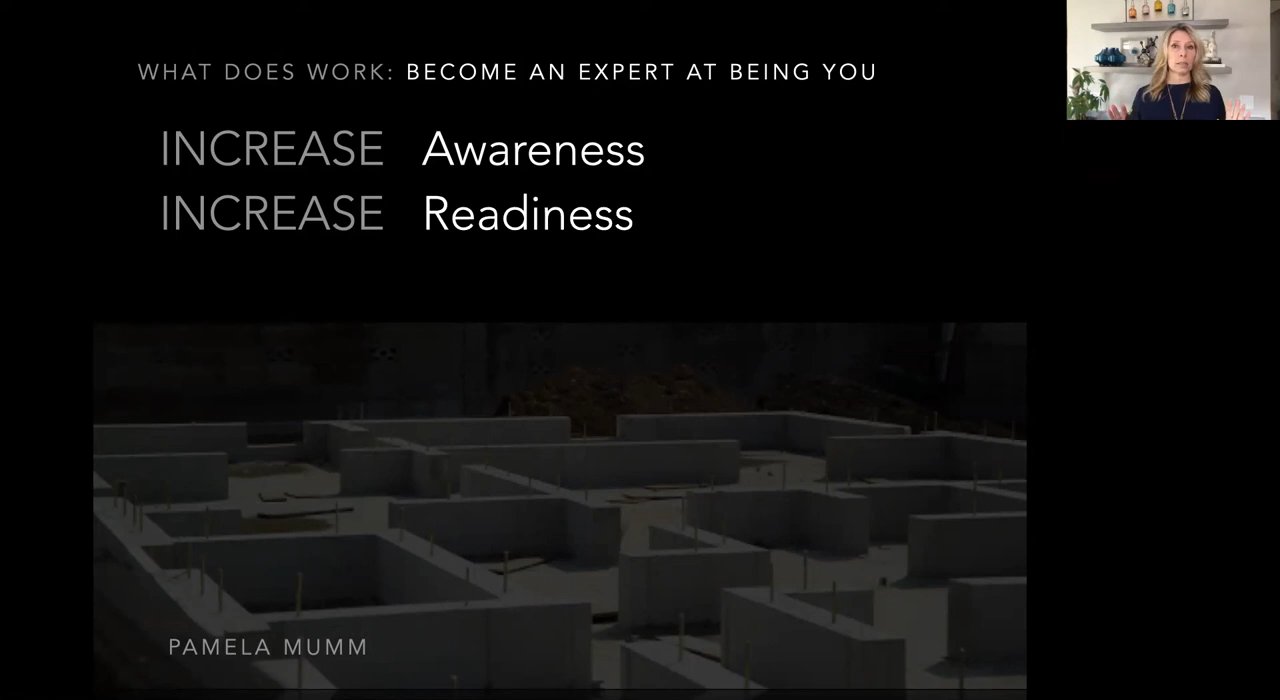 WHAT DOES WORK: BECOME AN EXPERT AT BEING YOU
INCREASE Awareness
INCREASE Readiness
PAMELA MUMM